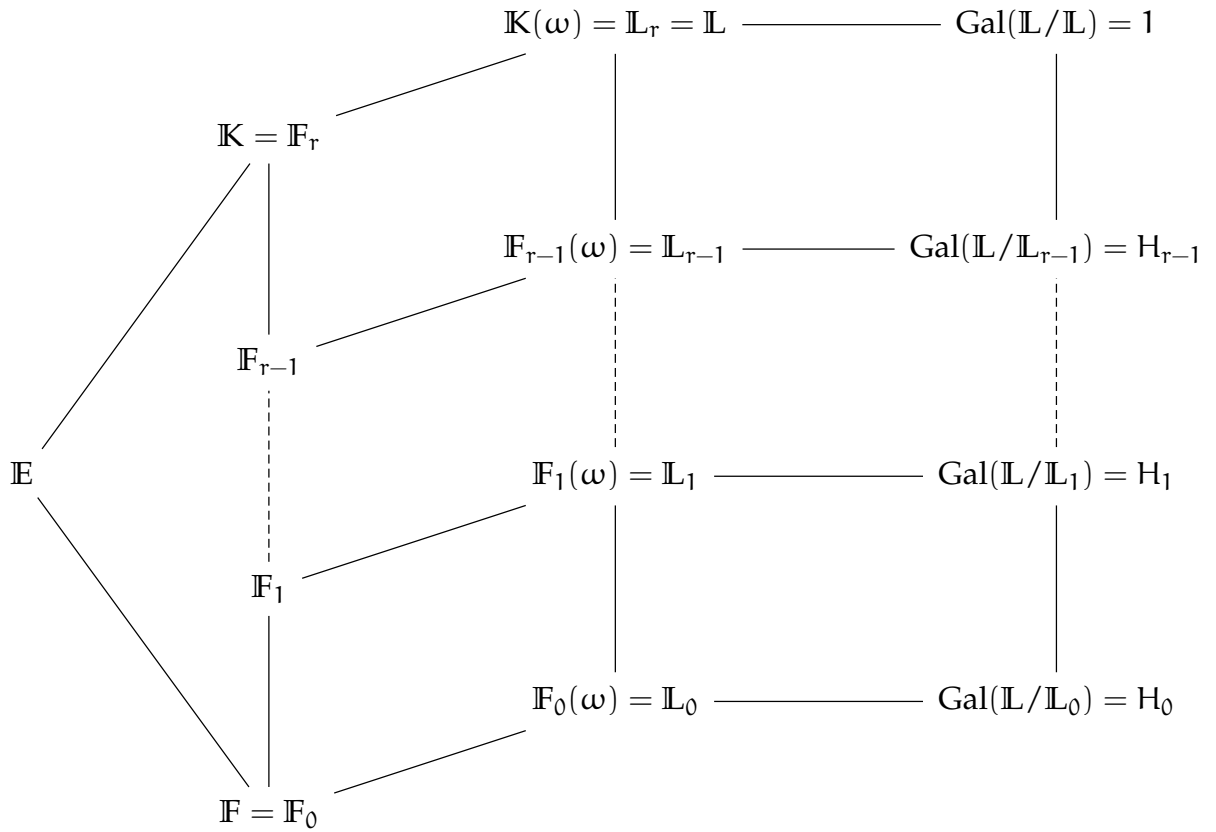 𝕂(ω) = 𝕃ᵣ = 𝕃 Gal(𝕃/𝕃) = 1
𝕂 = 𝔽ᵣ
𝔽ᵣ₋₁(ω) = 𝕃ᵣ₋₁ Gal(𝕃/𝕃ᵣ₋₁) = Hᵣ₋₁
𝔽ᵣ₋₁
𝔼 𝔽₁(ω) = 𝕃₁ Gal(𝕃/𝕃₁) = H₁
𝔽₁
𝔽₀(ω) = 𝕃₀ Gal(𝕃/𝕃₀) = H₀
𝔽 = 𝔽₀